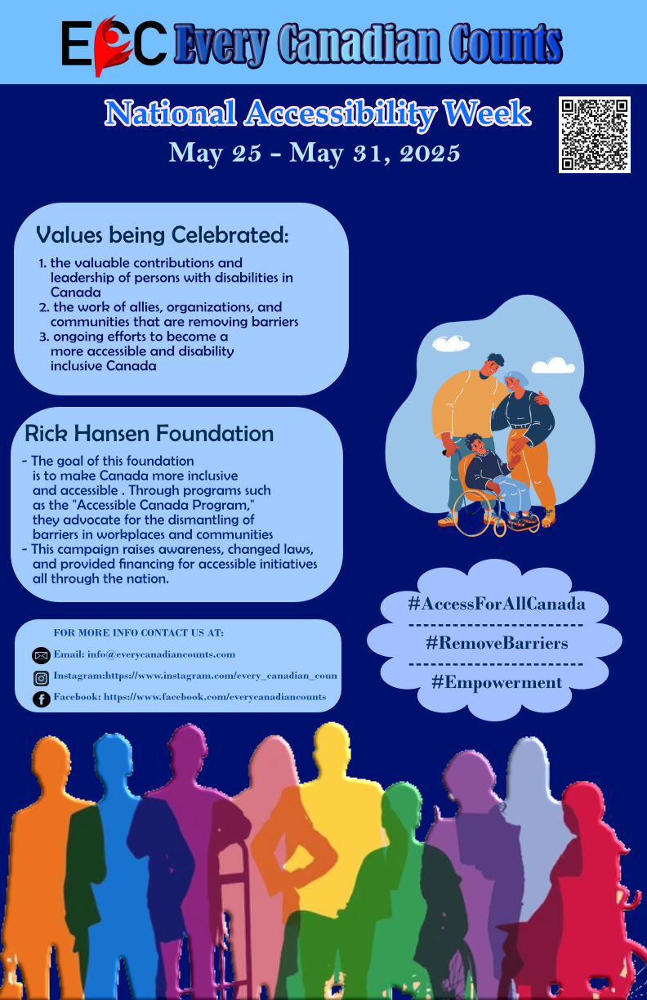 ECC Every Canadian Counts
National Accessibility Week
May 25 - May 31, 2025
Values being Celebrated:
1. the valuable contributions and
leadership of persons with disabilities in
Canada
2. the work of allies, organizations, and
communities that are removing barriers
3. ongoing efforts to become a
more accessible and disability
inclusive Canada
Rick Hansen Foundation
- The goal of this foundation
is to make Canada more inclusive
and accessible . Through programs such
as the "Accessible Canada Program,"
they advocate for the dismantling of
barriers in workplaces and communities
- This campaign raises awareness, changed laws,
and provided financing for accessible initiatives
all through the nation.
FOR MORE INFO CONTACT US AT:
Email: info@everycanadiancounts.com
Instagram:https://www.instagram.com/every_canadian_coun
Facebook: https://www.facebook.com/everycanadiancounts
#AccessForAllCanada
-----------------------
#RemoveBarriers
-----------------------
#Empowerment